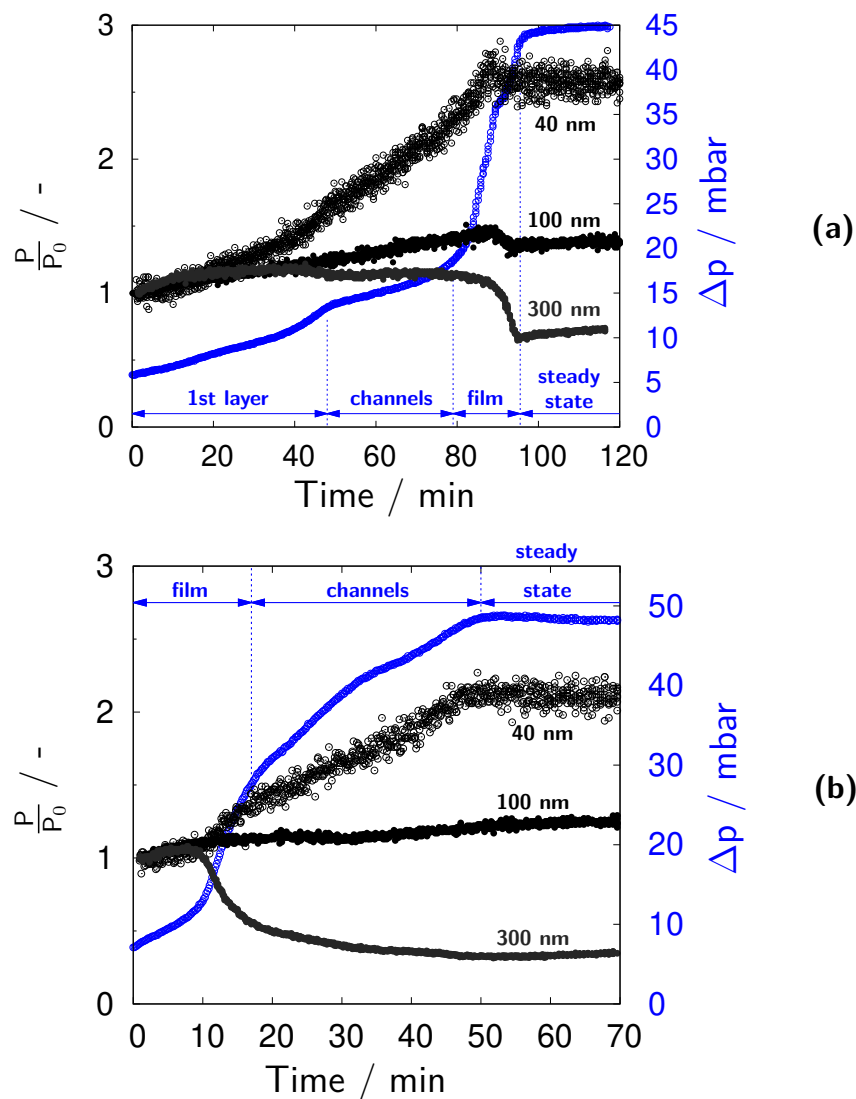 3
2
1
0
P
P₀ / -
45
40
35
30
25
20
15
10
5
0
Δp / mbar
40 nm
100 nm
300 nm
1st layer
channels
film
steady
state
0
20
40
60
80
100
120
Time / min
(a)
3
2
1
0
P
P₀ / -
50
40
30
20
10
0
Δp / mbar
steady
film
channels
state
40 nm
100 nm
300 nm
0
10
20
30
40
50
60
70
Time / min
(b)